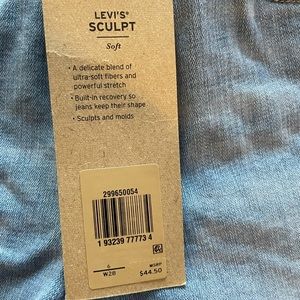 LEVI'S®
SCULPT
Soft
• A delicate blend of
ultra-soft fibers and
powerful stretch
• Built-in recovery so
jeans keep their shape
• Sculpts and molds
299650054
1 93239 77773 4
6
W28
MSRP
$44.50